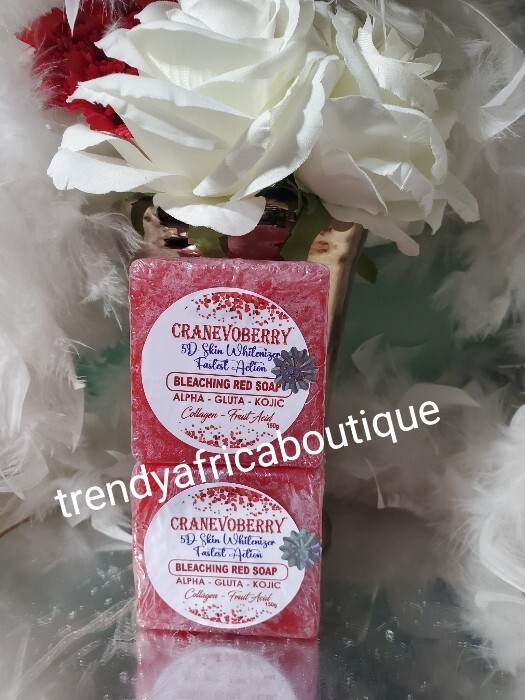 CRANEVOBERRY
5D Skin Whitenizer
Fastest Action
BLEACHING RED SOAP
ALPHA - GLUTA - KOJIC
Collagen - Fruit Acid
150g
trendyafricaboutique
CRANEVOBERRY
5D Skin Whitenizer
Fastest Action
BLEACHING RED SOAP
ALPHA - GLUTA - KOJIC
Collagen - Fruit Acid
150g